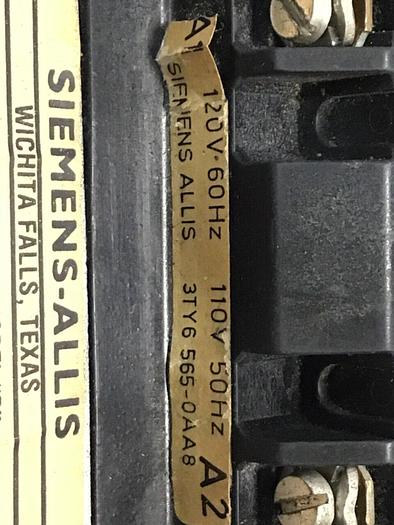 SIEMENS-ALLIS
WICHITA FALLS, TEXAS
A1 120V·60Hz 110V 50Hz A2
SIEMENS ALLIS 3TY6 565-0AA8